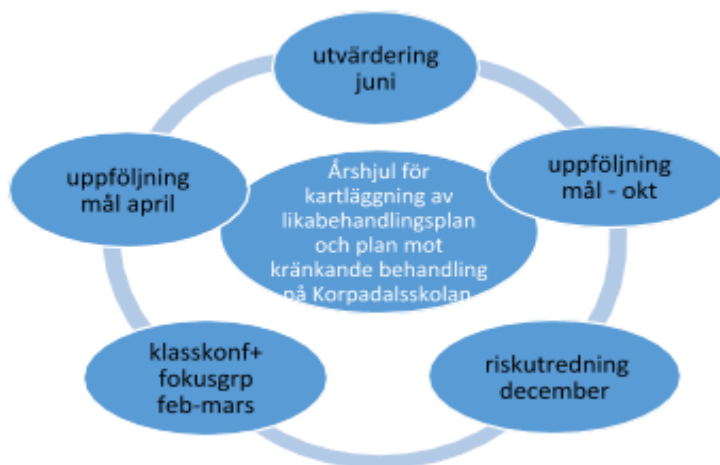 utvärdering
juni
uppföljning
mål - okt
riskutredning
december
klasskonf+
fokusgrp
feb-mars
uppföljning
mål april
Årshjul för
kartläggning av
likabehandlingsplan
och plan mot
kränkande behandling
på Korpadalsskolan